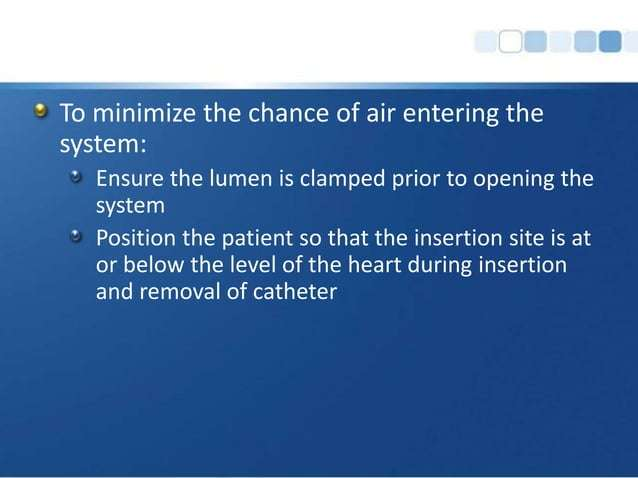 To minimize the chance of air entering the
system:
Ensure the lumen is clamped prior to opening the
system
Position the patient so that the insertion site is at
or below the level of the heart during insertion
and removal of catheter